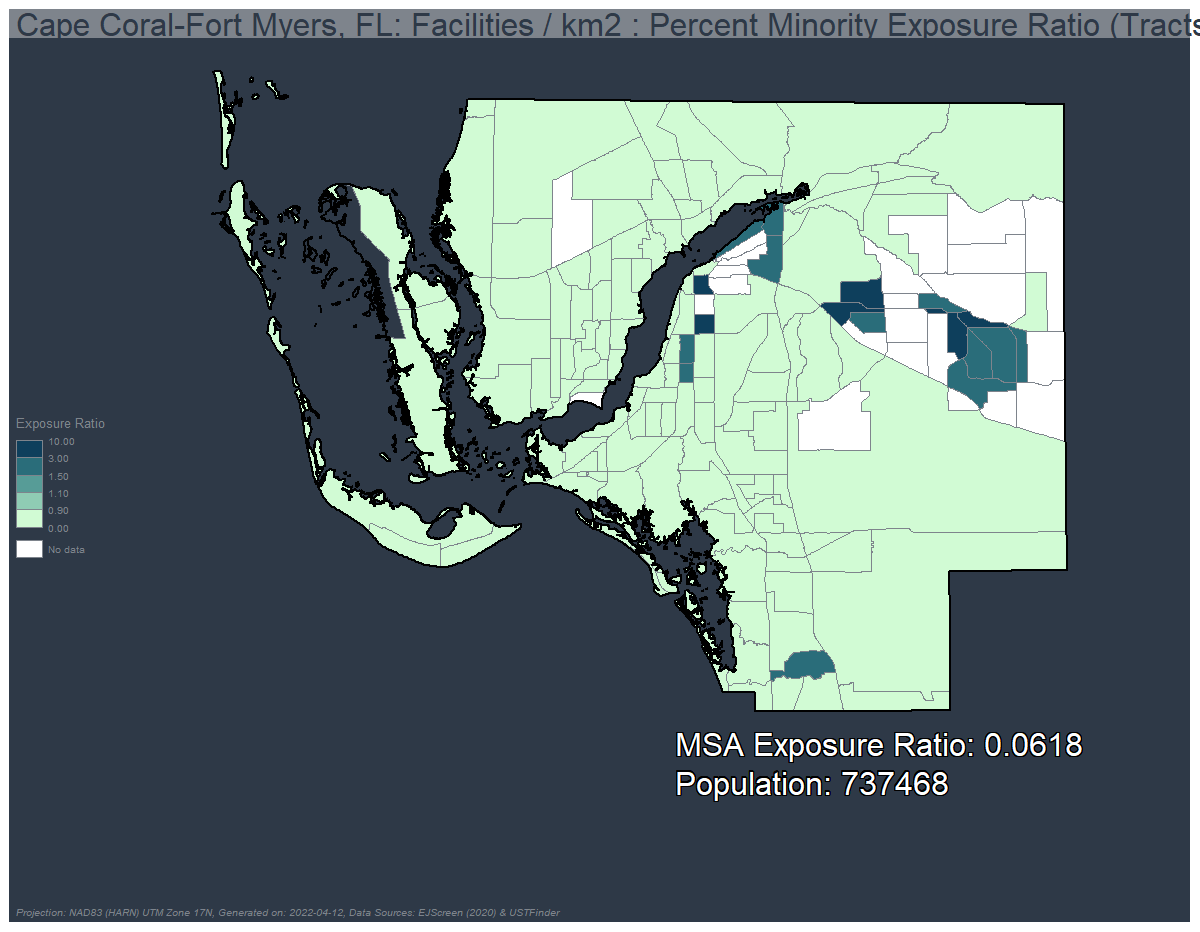 Cape Coral-Fort Myers, FL: Facilities / km2 : Percent Minority Exposure Ratio (Tracts
Exposure Ratio
10.00
3.00
1.50
1.10
0.90
0.00
No data
MSA Exposure Ratio: 0.0618
Population: 737468
Projection: NAD83 (HARN) UTM Zone 17N, Generated on: 2022-04-12, Data Sources: EJScreen (2020) & USTFinder